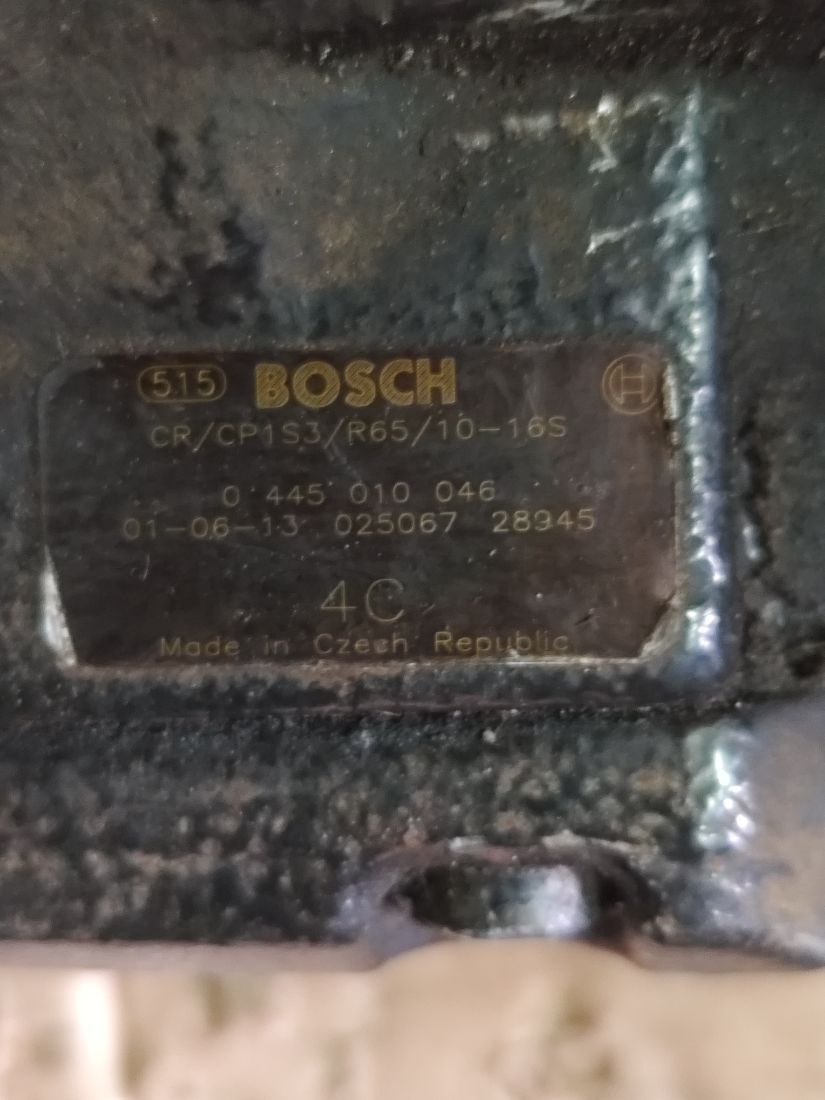 515 BOSCH H
CR/CP1S3/R65/10-16S
0 445 010 046
01-06-13 025067 28945
4C
Made in Czech Republic